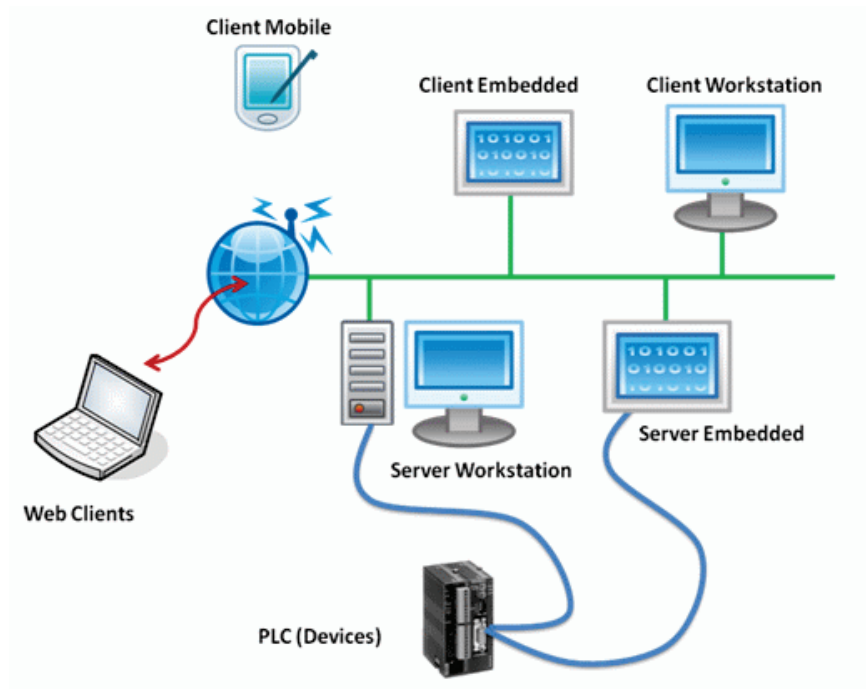 Client Mobile
Client Embedded
Client Workstation
101001
010010
101001
010010
Server Embedded
Server Workstation
Web Clients
PLC (Devices)